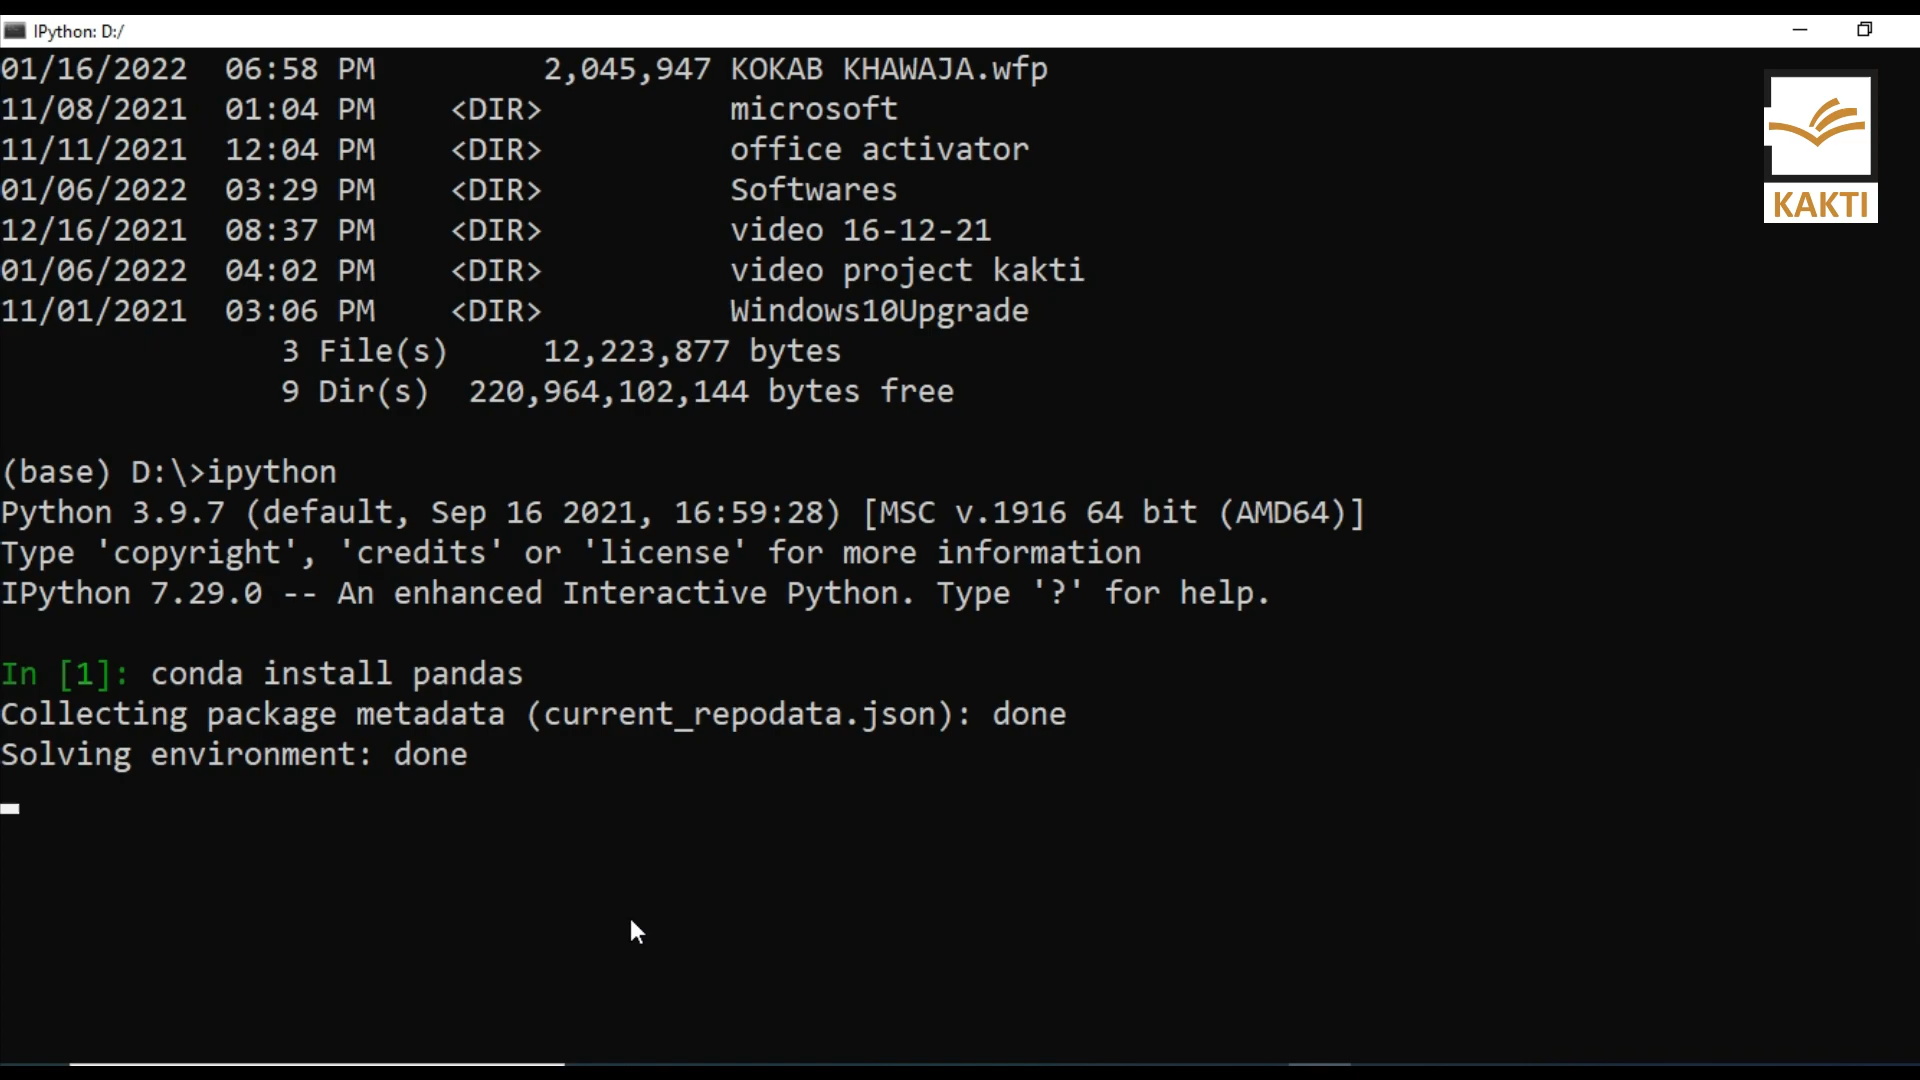 IPython: D:/
01/16/2022  06:58 PM         2,045,947 KOKAB KHAWAJA.wfp
11/08/2021  01:04 PM    <DIR>          microsoft
11/11/2021  12:04 PM    <DIR>          office activator
01/06/2022  03:29 PM    <DIR>          Softwares
12/16/2021  08:37 PM    <DIR>          video 16-12-21
01/06/2022  04:02 PM    <DIR>          video project kakti
11/01/2021  03:06 PM    <DIR>          Windows10Upgrade
               3 File(s)     12,223,877 bytes
               9 Dir(s)  220,964,102,144 bytes free
(base) D:\>ipython
Python 3.9.7 (default, Sep 16 2021, 16:59:28) [MSC v.1916 64 bit (AMD64)]
Type 'copyright', 'credits' or 'license' for more information
IPython 7.29.0 -- An enhanced Interactive Python. Type '?' for help.
In [1]: conda install pandas
Collecting package metadata (current_repodata.json): done
Solving environment: done
KAKTI